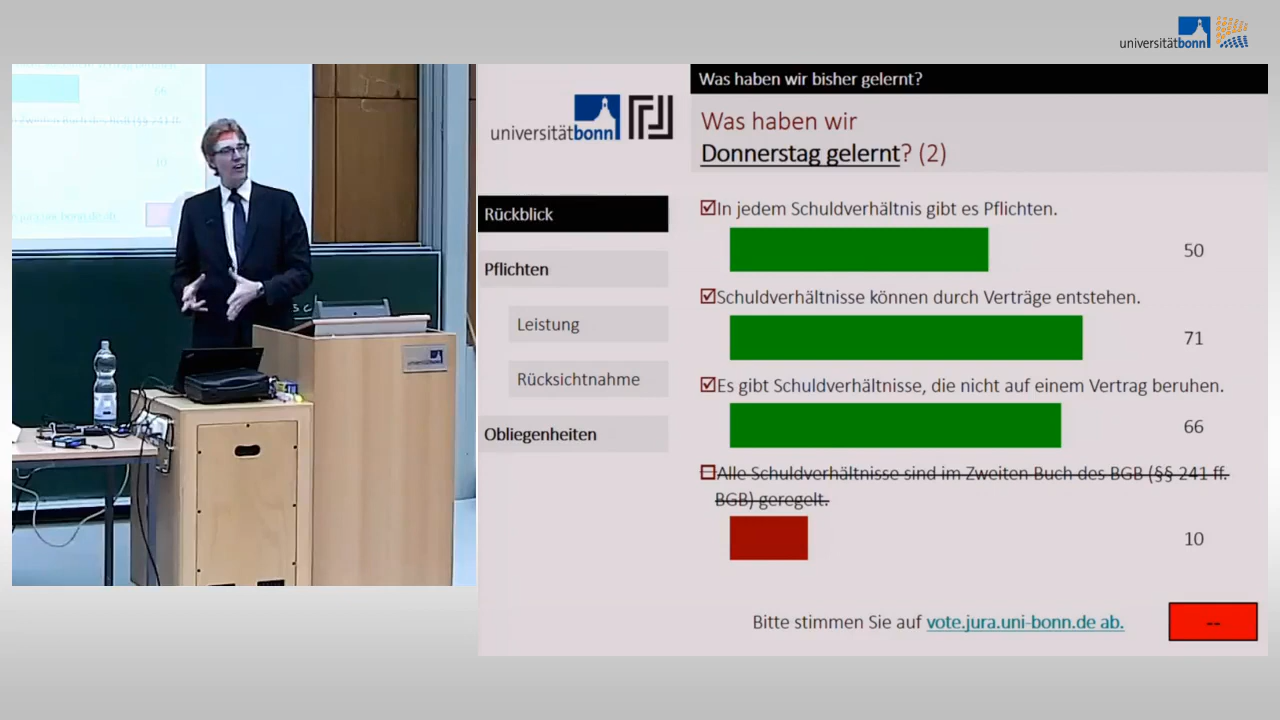 universitätbonn
Was haben wir bisher gelernt?
universitätbonn
Was haben wir
Donnerstag gelernt? (2)
Rückblick
Pflichten
Leistung
Rücksichtnahme
Obliegenheiten
In jedem Schuldverhältnis gibt es Pflichten.
50
Schuldverhältnisse können durch Verträge entstehen.
71
Es gibt Schuldverhältnisse, die nicht auf einem Vertrag beruhen.
66
Alle Schuldverhältnisse sind im Zweiten Buch des BGB (§§ 241 ff.
BGB) geregelt.
10
Bitte stimmen Sie auf vote.jura.uni-bonn.de ab.
--
66